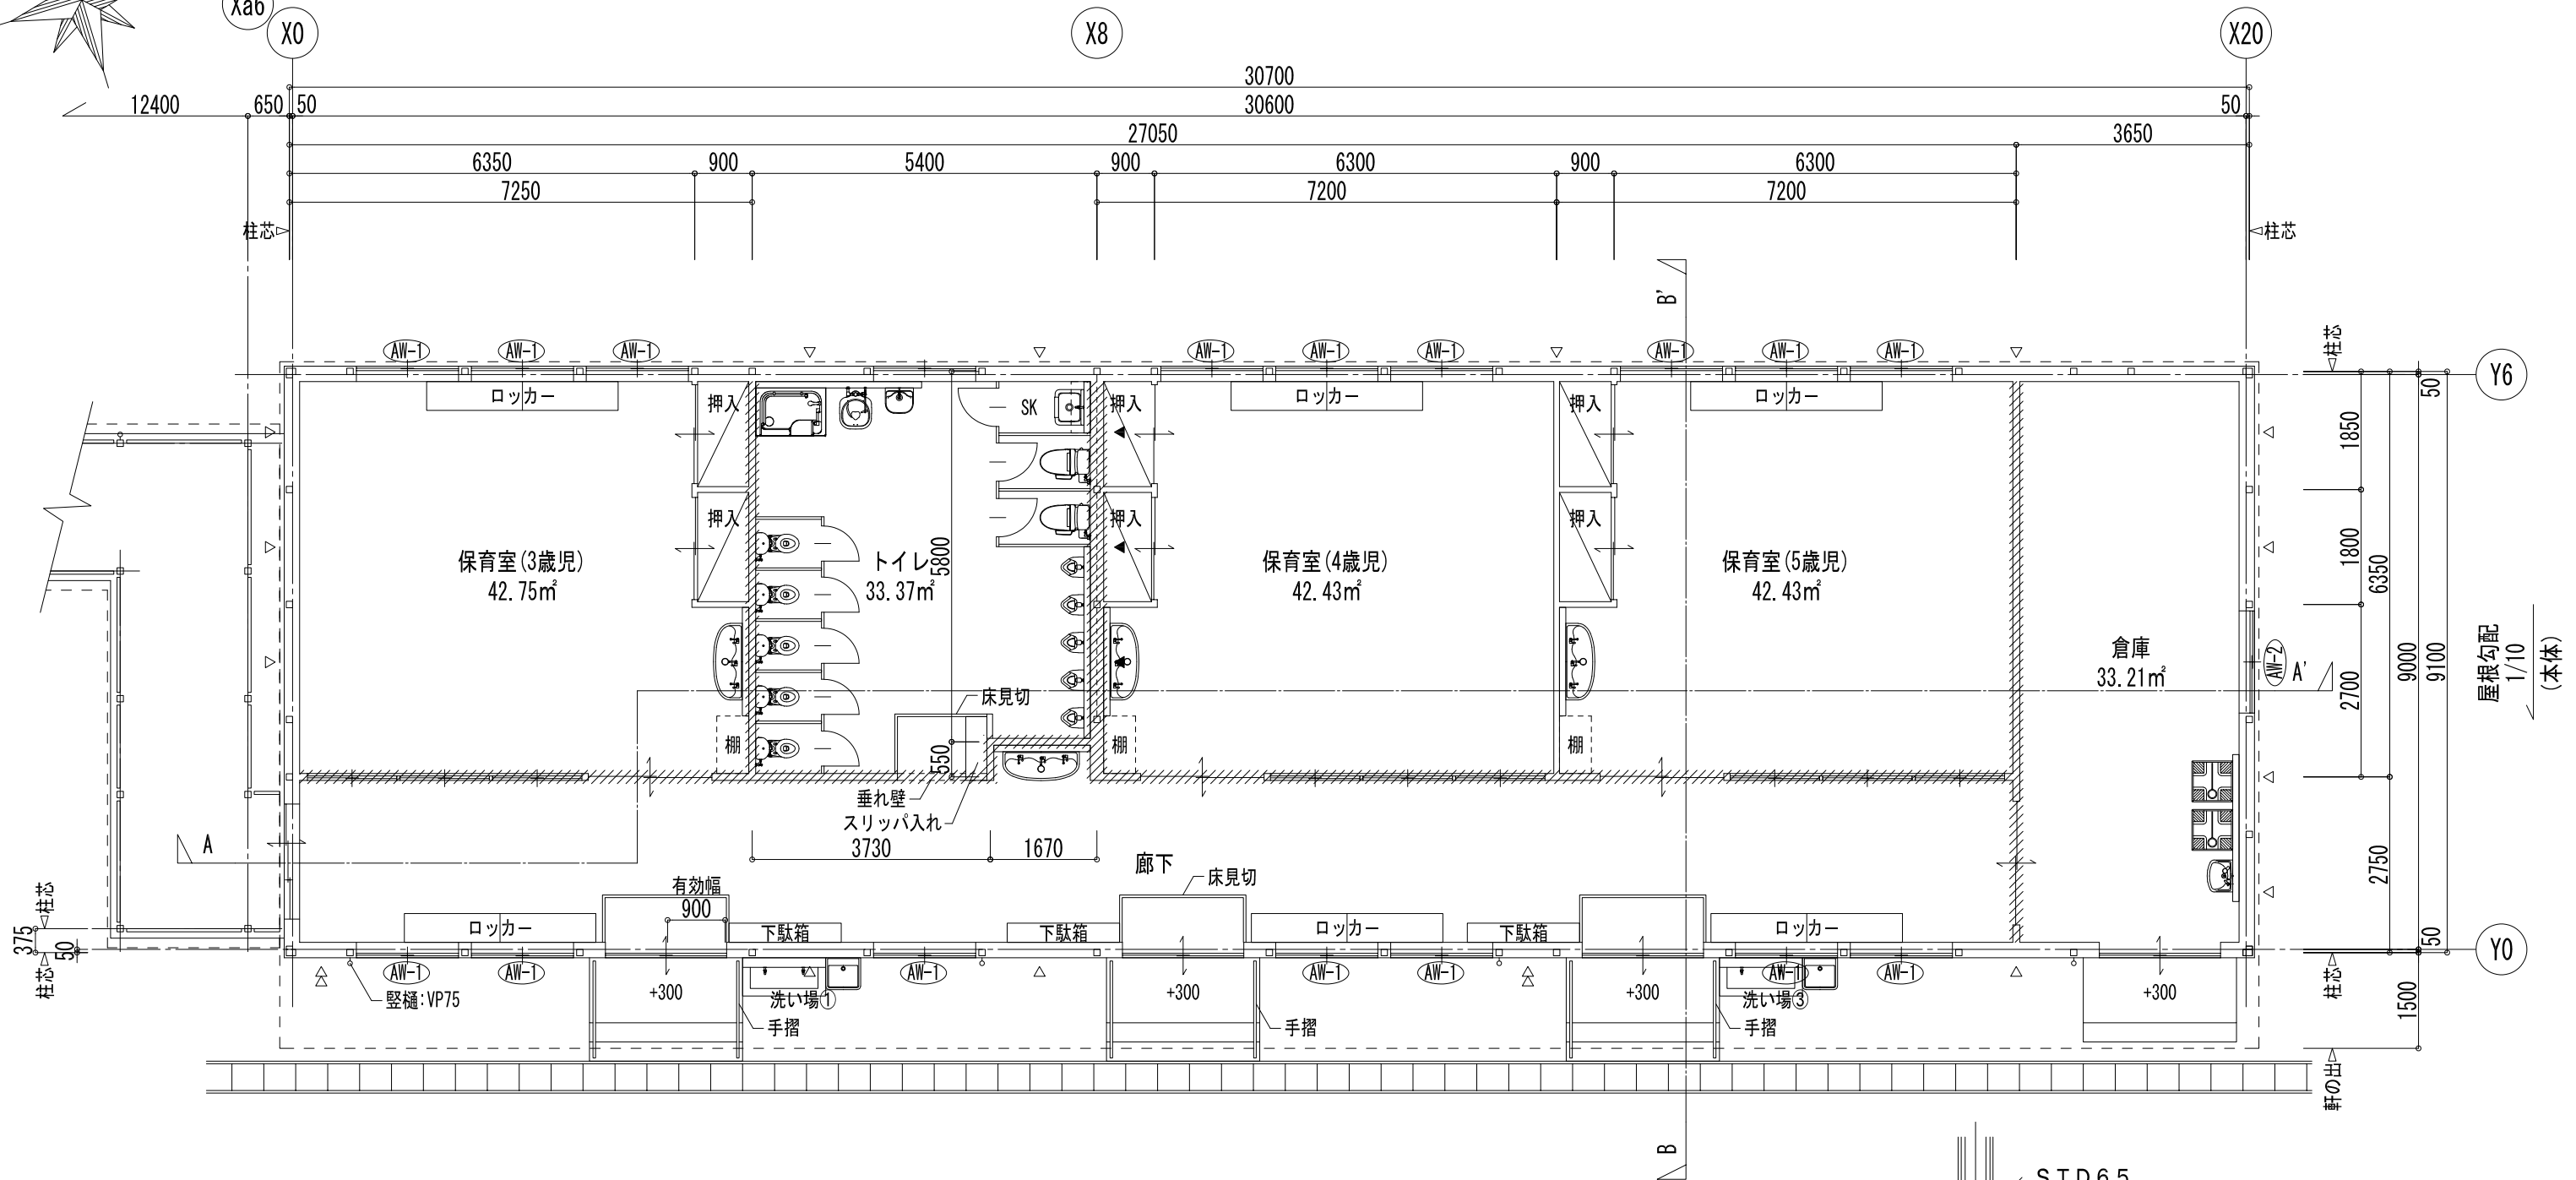 Xa6
X0
X8
X20
30700
12400
650
50
30600
50
27050
3650
6350
900
5400
900
6300
900
6300
7250
7200
7200
柱芯
柱芯
B'
AW-1
AW-1
AW-1
AW-1
AW-1
AW-1
AW-1
AW-1
AW-1
柱芯
Y6
50
ロッカー
押入
SK
押入
ロッカー
押入
ロッカー
1850
押入
押入
押入
保育室(3歳児)
42.75㎡
トイレ
33.37㎡
5800
保育室(4歳児)
42.43㎡
保育室(5歳児)
42.43㎡
1800
6350
倉庫
33.21㎡
AW-2
A'
2700
9000
9100
屋根勾配
1/10
(本体)
床見切
棚
550
棚
棚
垂れ壁
スリッパ入れ
A
3730
1670
廊下
2750
有効幅
900
床見切
柱芯
375
50
柱芯
ロッカー
下駄箱
下駄箱
ロッカー
下駄箱
ロッカー
50
Y0
AW-1
AW-1
AW-1
AW-1
AW-1
AW-1
AW-1
竪樋:VP75
+300
洗い場①
手摺
+300
手摺
+300
洗い場③
手摺
+300
柱芯
1500
軒の出
B
STD65